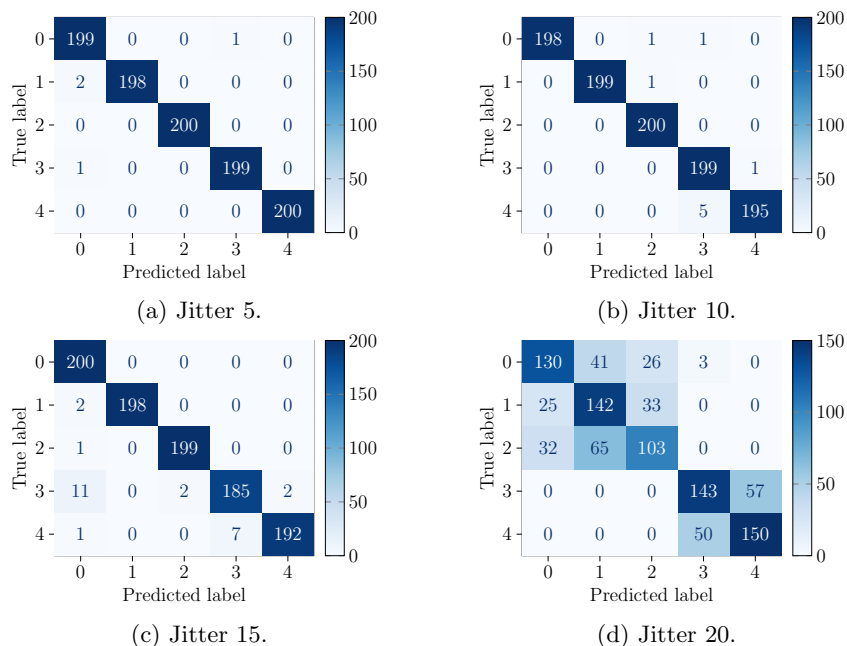 True label
0 199 0 0 1 0
1 2 198 0 0 0
2 0 0 200 0 0
3 1 0 0 199 0
4 0 0 0 0 200
0 1 2 3 4
Predicted label
200
150
100
50
0
(a) Jitter 5.
True label
0 198 0 1 1 0
1 0 199 1 0 0
2 0 0 200 0 0
3 0 0 0 199 1
4 0 0 0 5 195
0 1 2 3 4
Predicted label
200
150
100
50
0
(b) Jitter 10.
True label
0 200 0 0 0 0
1 2 198 0 0 0
2 1 0 199 0 0
3 11 0 2 185 2
4 1 0 0 7 192
0 1 2 3 4
Predicted label
200
150
100
50
0
(c) Jitter 15.
True label
0 130 41 26 3 0
1 25 142 33 0 0
2 32 65 103 0 0
3 0 0 0 143 57
4 0 0 0 50 150
0 1 2 3 4
Predicted label
150
100
50
0
(d) Jitter 20.